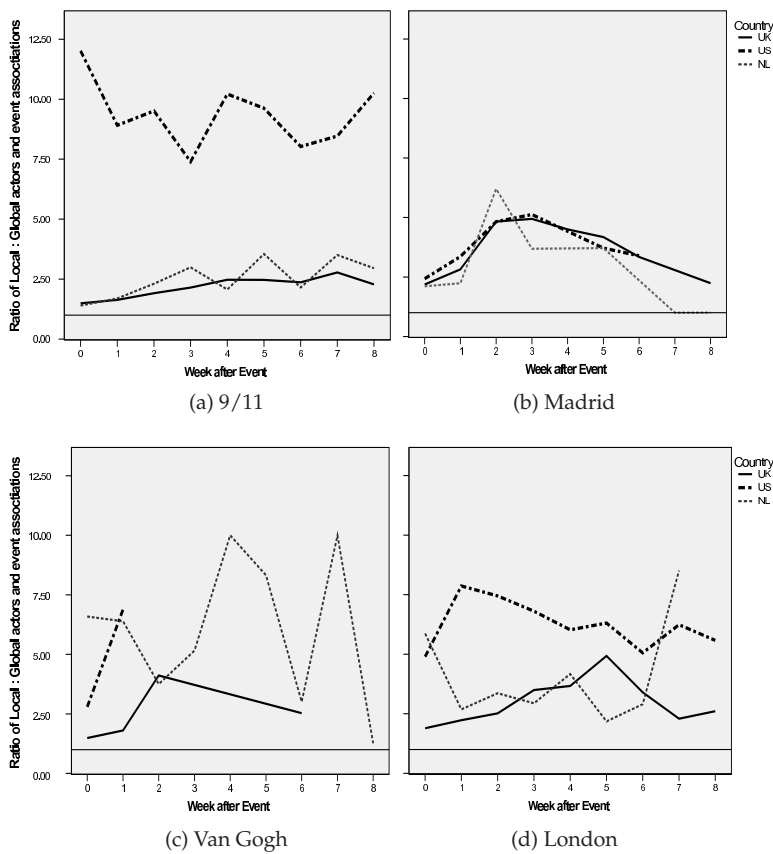 Country
UK
US
NL
Ratio of Local : Global actors and event assoctiations
12.50
10.00
7.50
5.00
2.50
0.00
0 1 2 3 4 5 6 7 8
Week after Event
(a) 9/11
0 1 2 3 4 5 6 7 8
Week after Event
(b) Madrid
Country
UK
US
NL
Ratio of Local : Global actors and event assoctiations
12.50
10.00
7.50
5.00
2.50
0.00
0 1 2 3 4 5 6 7 8
Week after Event
(c) Van Gogh
0 1 2 3 4 5 6 7 8
Week after Event
(d) London